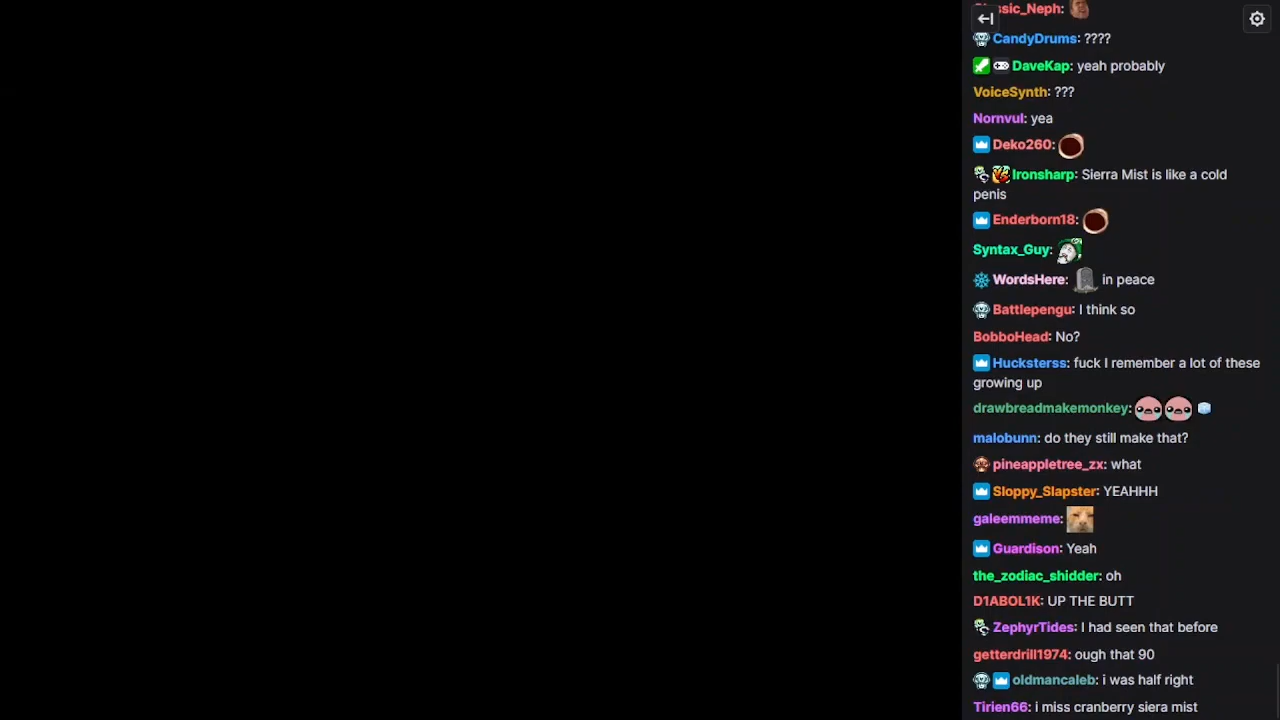 Classic_Neph:
CandyDrums: ????
DaveKap: yeah probably
VoiceSynth: ???
Nornvul: yea
Deko260:
Ironsharp: Sierra Mist is like a cold
penis
Enderborn18:
Syntax_Guy:
WordsHere: in peace
Battlepengu: I think so
BobboHead: No?
Hucksterss: fuck I remember a lot of these
growing up
drawbreadmakemonkey:
malobunn: do they still make that?
pineappletree_zx: what
Sloppy_Slapster: YEAHHH
galeemmeme:
Guardison: Yeah
the_zodiac_shidder: oh
D1ABOL1K: UP THE BUTT
ZephyrTides: I had seen that before
getterdrill1974: ough that 90
oldmancaleb: i was half right
Tirien66: i miss cranberry siera mist